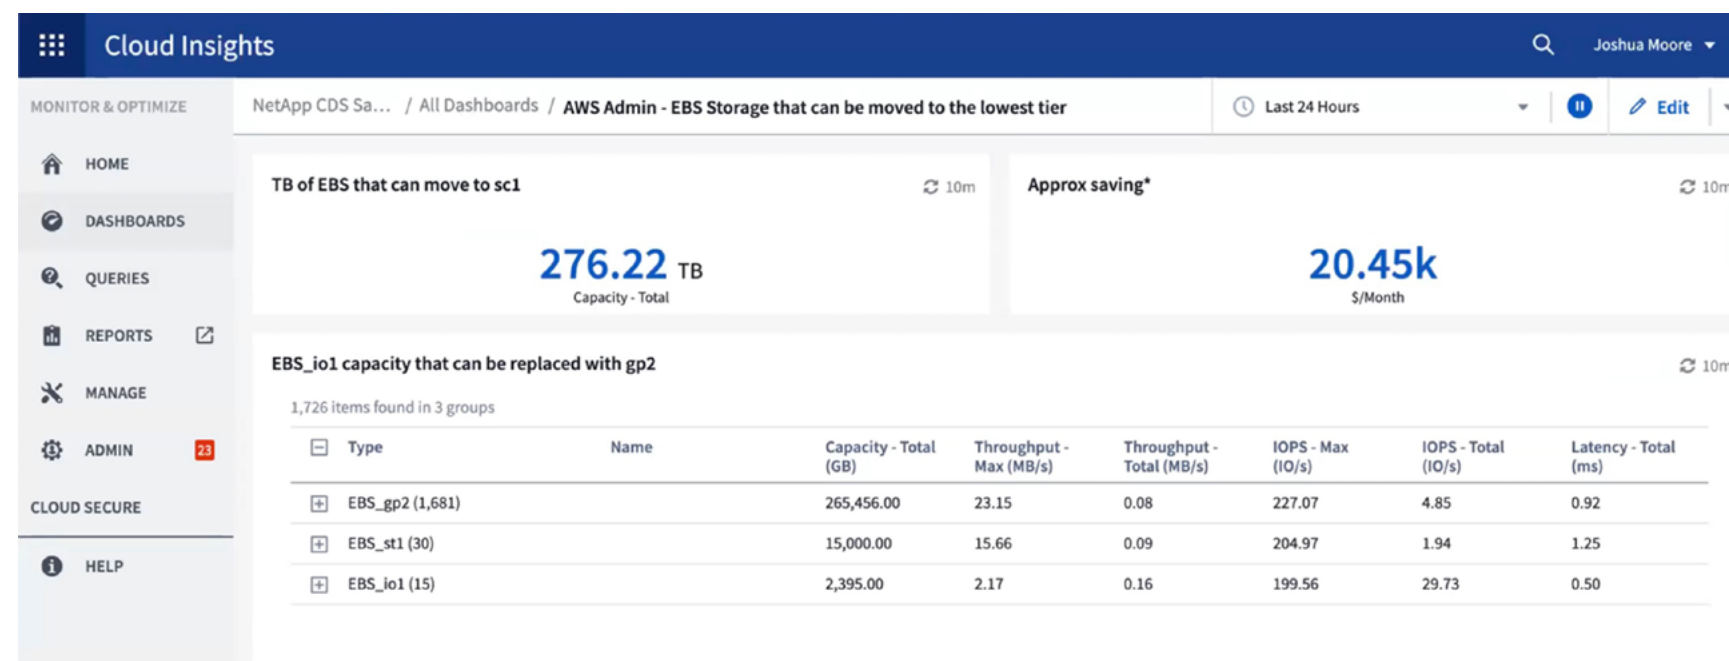 Cloud Insights
Joshua Moore
MONITOR & OPTIMIZE
NetApp CDS Sa... / All Dashboards / AWS Admin - EBS Storage that can be moved to the lowest tier
Last 24 Hours
Edit
HOME
DASHBOARDS
QUERIES
REPORTS
MANAGE
ADMIN 23
CLOUD SECURE
HELP
TB of EBS that can move to sc1
10m
276.22 TB
Capacity - Total
Approx saving*
10m
20.45k
$/Month
EBS_io1 capacity that can be replaced with gp2
10m
1,726 items found in 3 groups
Type Name Capacity - Total (GB) Throughput - Max (MB/s) Throughput - Total (MB/s) IOPS - Max (IO/s) IOPS - Total (IO/s) Latency - Total (ms)
EBS_gp2 (1,681) 265,456.00 23.15 0.08 227.07 4.85 0.92
EBS_st1 (30) 15,000.00 15.66 0.09 204.97 1.94 1.25
EBS_io1 (15) 2,395.00 2.17 0.16 199.56 29.73 0.50